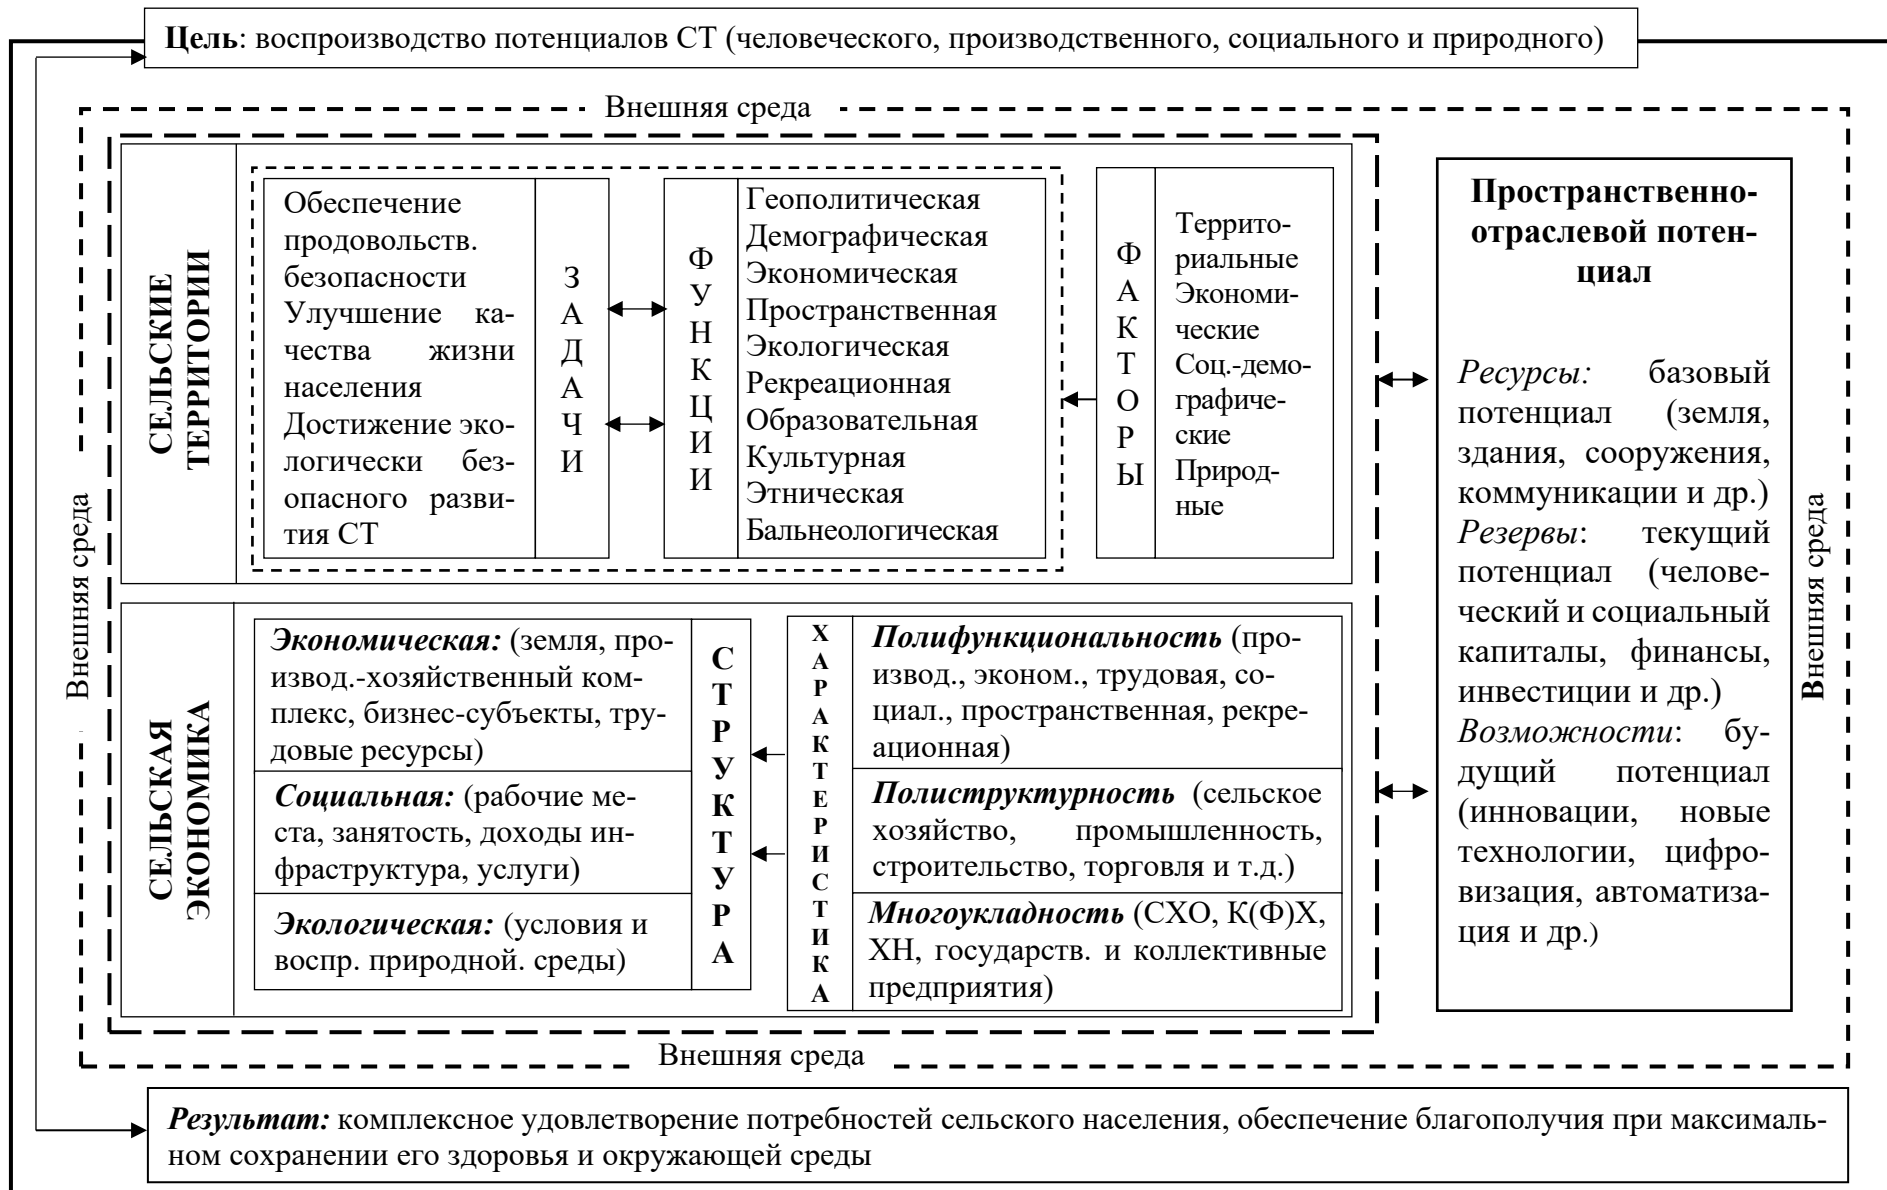 Цель: воспроизводство потенциалов СТ (человеческого, производственного, социального и природного)
Внешняя среда
СЕЛЬСКИЕ
ТЕРРИТОРИИ
Обеспечение
продовольств.
безопасности
Улучшение ка-
чества жизни
населения
Достижение эко-
логически без-
опасного разви-
тия СТ
ЗАДАЧИ
ФУНКЦИИ
Геополитическая
Демографическая
Экономическая
Пространственная
Экологическая
Рекреационная
Образовательная
Культурная
Этническая
Бальнеологическая
ФАКТОРЫ
Террито-
риальные
Экономи-
ческие
Соц.-демо-
графиче-
ские
Природ-
ные
Пространственно-
отраслевой потен-
циал
Ресурсы: базовый
потенциал (земля,
здания, сооружения,
коммуникации и др.)
Резервы: текущий
потенциал (челове-
ческий и социальный
капиталы, финансы,
инвестиции и др.)
Возможности: бу-
дущий потенциал
(инновации, новые
технологии, цифро-
визация, автоматиза-
ция и др.)
Внешняя среда
Внешняя среда
СЕЛЬСКАЯ
ЭКОНОМИКА
Экономическая: (земля, про-
извод.-хозяйственный ком-
плекс, бизнес-субъекты, тру-
довые ресурсы)
Социальная: (рабочие ме-
ста, занятость, доходы ин-
фраструктура, услуги)
Экологическая: (условия и
воспр. природной. среды)
СТРУКТУРА
ХАРАКТЕРИСТИКА
Полифункциональность (про-
извод., эконом., трудовая, со-
циал., пространственная, рекре-
ационная)
Полиструктурность (сельское
хозяйство, промышленность,
строительство, торговля и т.д.)
Многоукладность (СХО, К(Ф)Х,
ХН, государств. и коллективные
предприятия)
Внешняя среда
Результат: комплексное удовлетворение потребностей сельского населения, обеспечение благополучия при максималь-
ном сохранении его здоровья и окружающей среды